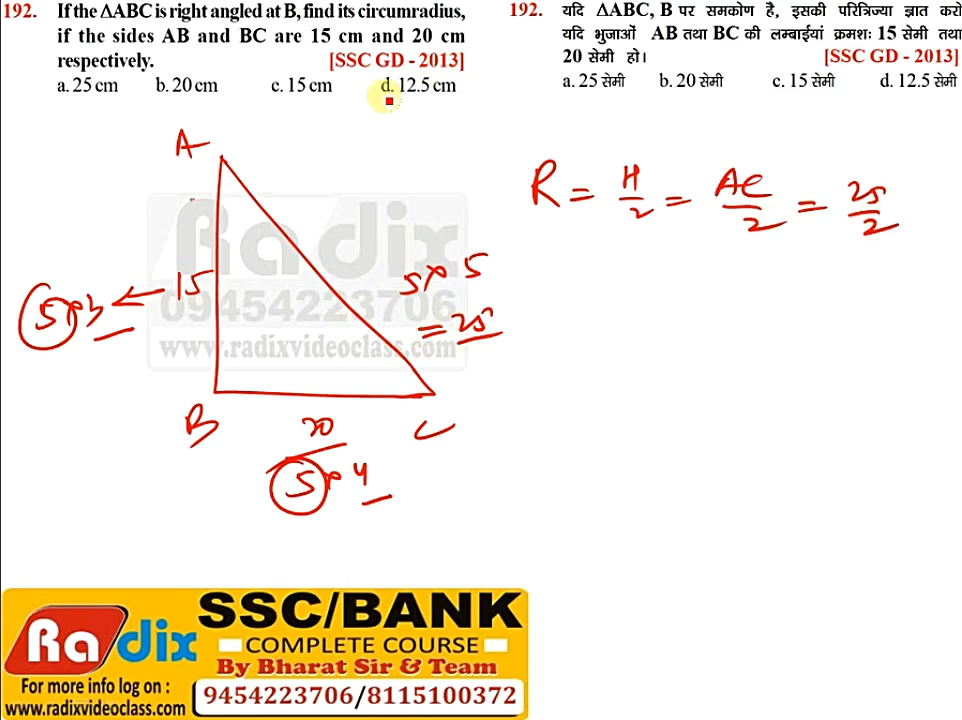 192. If the ΔABC is right angled at B, find its circumradius,
if the sides AB and BC are 15 cm and 20 cm
respectively. [SSC GD - 2013]
a. 25 cm b. 20 cm c. 15 cm d. 12.5 cm
192. यदि ΔABC, B पर समकोण है, इसकी परित्रिज्या ज्ञात करो
यदि भुजाओं AB तथा BC की लम्बाईयां क्रमशः 15 सेमी तथा
20 सेमी हो। [SSC GD - 2013]
a. 25 सेमी b. 20 सेमी c. 15 सेमी d. 12.5 सेमी
A
R = H/2 = AC/2 = 25/2
Radix
5×3 ← 15
5×5
= 25
09454223706
www.radixvideoclass.com
B 20 C
5×4
Radix
SSC/BANK
COMPLETE COURSE
By Bharat Sir & Team
For more info log on :
www.radixvideoclass.com
9454223706/8115100372